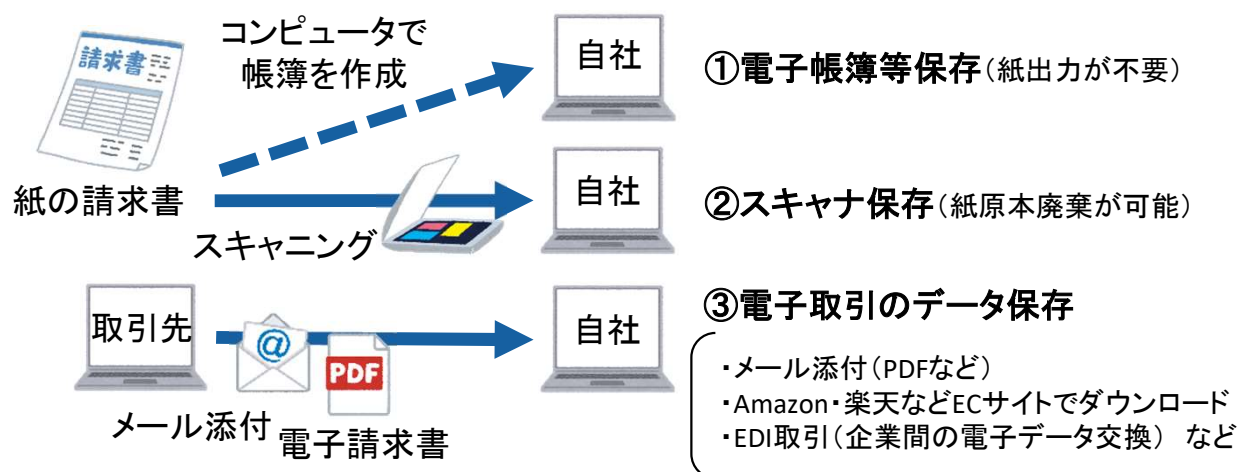 請求書
紙の請求書
コンピュータで
帳簿を作成
自社
①電子帳簿等保存（紙出力が不要）
スキャニング
自社
②スキャナ保存（紙原本廃棄が可能）
取引先
@
PDF
メール添付
電子請求書
自社
③電子取引のデータ保存
・メール添付（PDFなど）
・Amazon・楽天などECサイトでダウンロード
・EDI取引（企業間の電子データ交換） など